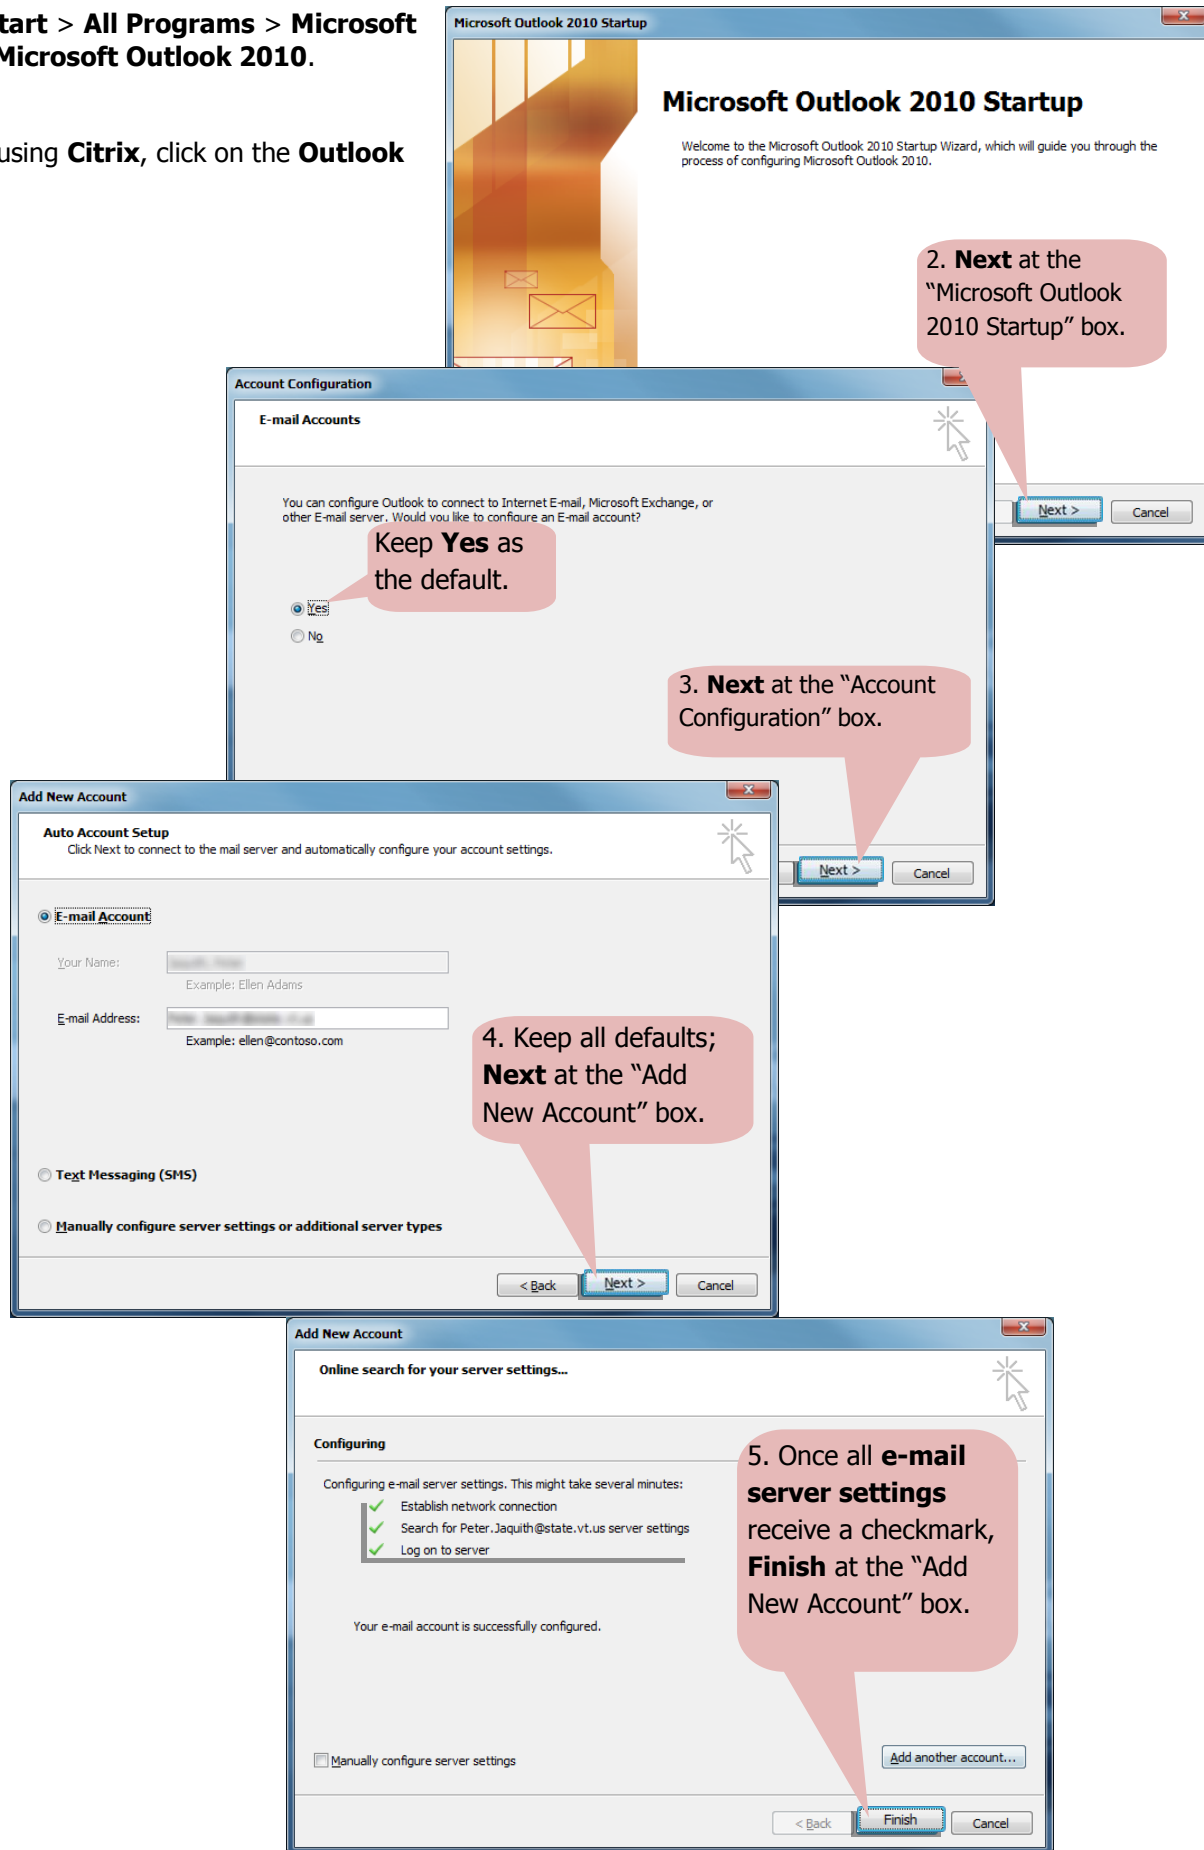 tart > All Programs > Microsoft
Microsoft Outlook 2010.
using Citrix, click on the Outlook
Microsoft Outlook 2010 Startup
x
Microsoft Outlook 2010 Startup
Welcome to the Microsoft Outlook 2010 Startup Wizard, which will guide you through the
process of configuring Microsoft Outlook 2010.
2. Next at the
“Microsoft Outlook
2010 Startup” box.
Next >
Cancel
Account Configuration
E-mail Accounts
You can configure Outlook to connect to Internet E-mail, Microsoft Exchange, or
other E-mail server. Would you like to configure an E-mail account?
Keep Yes as
the default.
Yes
No
3. Next at the “Account
Configuration” box.
Next >
Cancel
Add New Account
x
Auto Account Setup
Click Next to connect to the mail server and automatically configure your account settings.
E-mail Account
Your Name:
Example: Ellen Adams
E-mail Address:
Example: ellen@contoso.com
4. Keep all defaults;
Next at the “Add
New Account” box.
Text Messaging (SMS)
Manually configure server settings or additional server types
< Back
Next >
Cancel
Add New Account
x
Online search for your server settings...
Configuring
Configuring e-mail server settings. This might take several minutes:
Establish network connection
Search for Peter.Jaquith@state.vt.us server settings
Log on to server
Your e-mail account is successfully configured.
5. Once all e-mail
server settings
receive a checkmark,
Finish at the “Add
New Account” box.
Manually configure server settings
Add another account...
< Back
Finish
Cancel